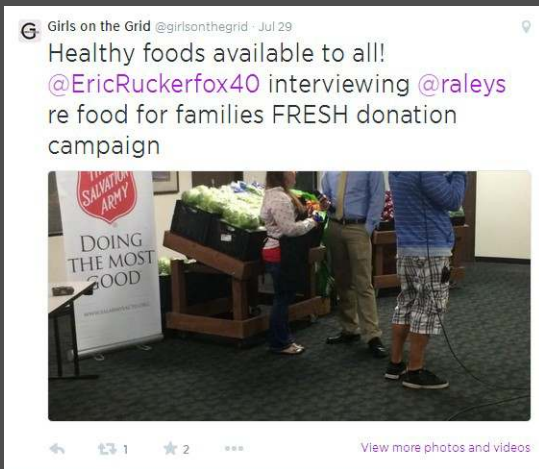 Girls on the Grid @girlsonthegrid · Jul 29
Healthy foods available to all!
@EricRuckerfox40 interviewing @raleys
re food for families FRESH donation
campaign
THE
SALVATION
ARMY
DOING
THE MOST
GOOD
1 2
View more photos and videos